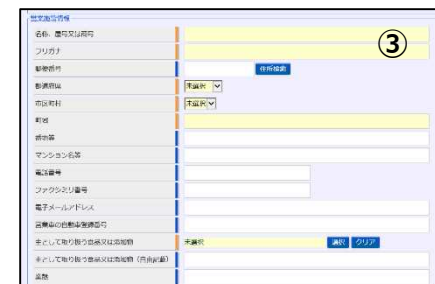 営業施設情報
名称、屋号又は商号
フリガナ
③
郵便番号 住所検索
都道府県 未選択
市区町村 未選択
町域
番地等
マンション名等
電話番号
ファクシミリ番号
電子メールアドレス
営業車の自動車登録番号
主として取り扱う食品又は添加物 未選択 選択 クリア
主として取り扱う食品又は添加物（自由記載）
業態